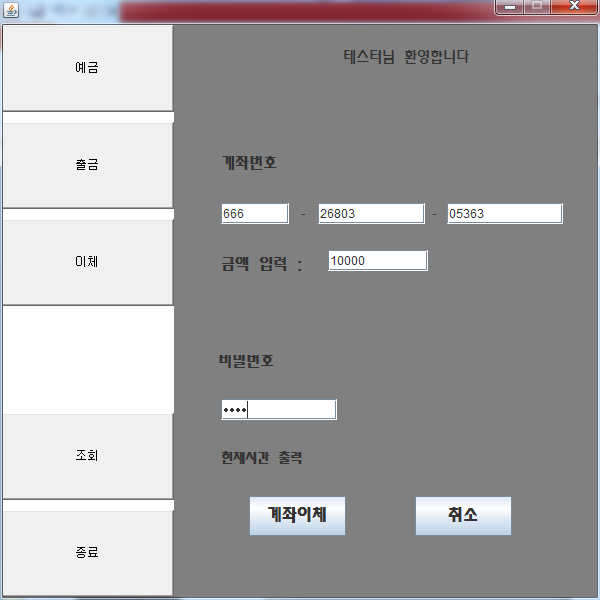 테스터님 환영합니다
예금
출금
이체
조회
종료
계좌번호
666 - 26803 - 05363
금액 입력 : 10000
비밀번호
••••
현재시간 출력
계좌이체 취소